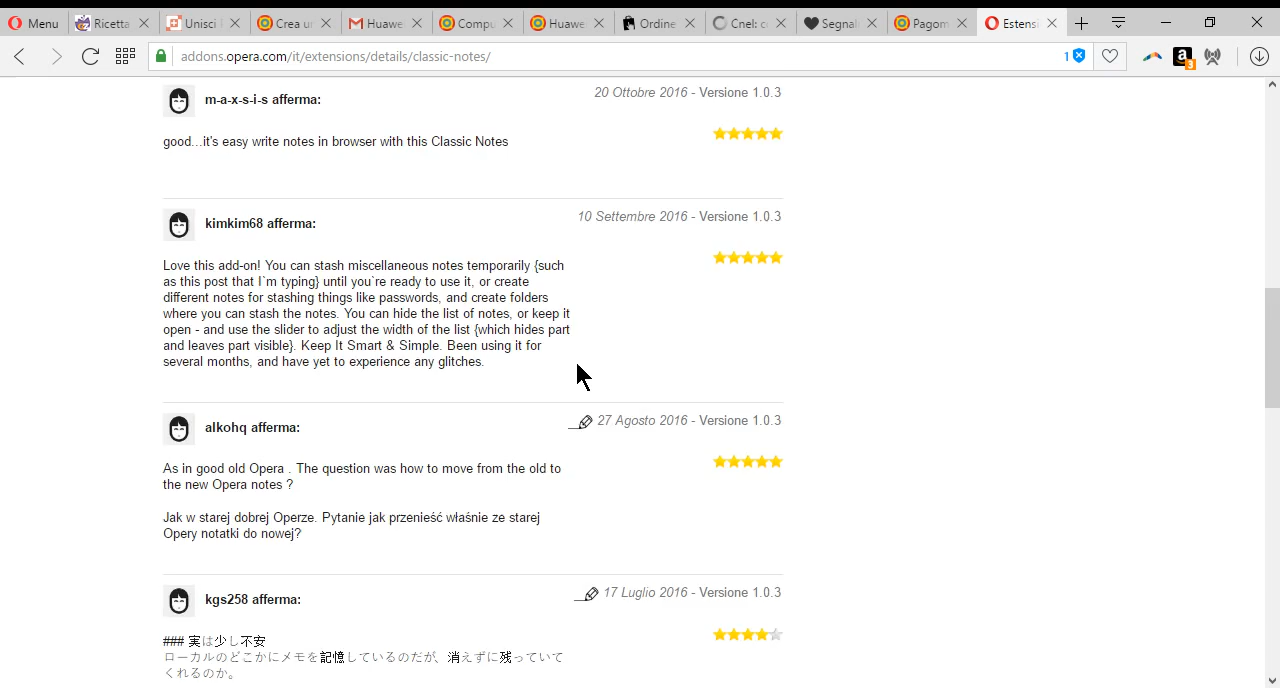 Menu
Ricetta
Unisci
Crea un
Huawe
Compu
Huawe
Ordine
Cnel: co
Segnal
Pagom
Estensi
addons.opera.com/it/extensions/details/classic-notes/
1
3
m-a-x-s-i-s afferma:
20 Ottobre 2016 - Versione 1.0.3
good...it's easy write notes in browser with this Classic Notes
kimkim68 afferma:
10 Settembre 2016 - Versione 1.0.3
Love this add-on! You can stash miscellaneous notes temporarily {such
as this post that I`m typing} until you`re ready to use it, or create
different notes for stashing things like passwords, and create folders
where you can stash the notes. You can hide the list of notes, or keep it
open - and use the slider to adjust the width of the list {which hides part
and leaves part visible}. Keep It Smart & Simple. Been using it for
several months, and have yet to experience any glitches.
alkohq afferma:
27 Agosto 2016 - Versione 1.0.3
As in good old Opera . The question was how to move from the old to
the new Opera notes ?
Jak w starej dobrej Operze. Pytanie jak przenieść właśnie ze starej
Opery notatki do nowej?
kgs258 afferma:
17 Luglio 2016 - Versione 1.0.3
### 実は少し不安
ローカルのどこかにメモを記憶しているのだが、消えずに残っていて
くれるのか。